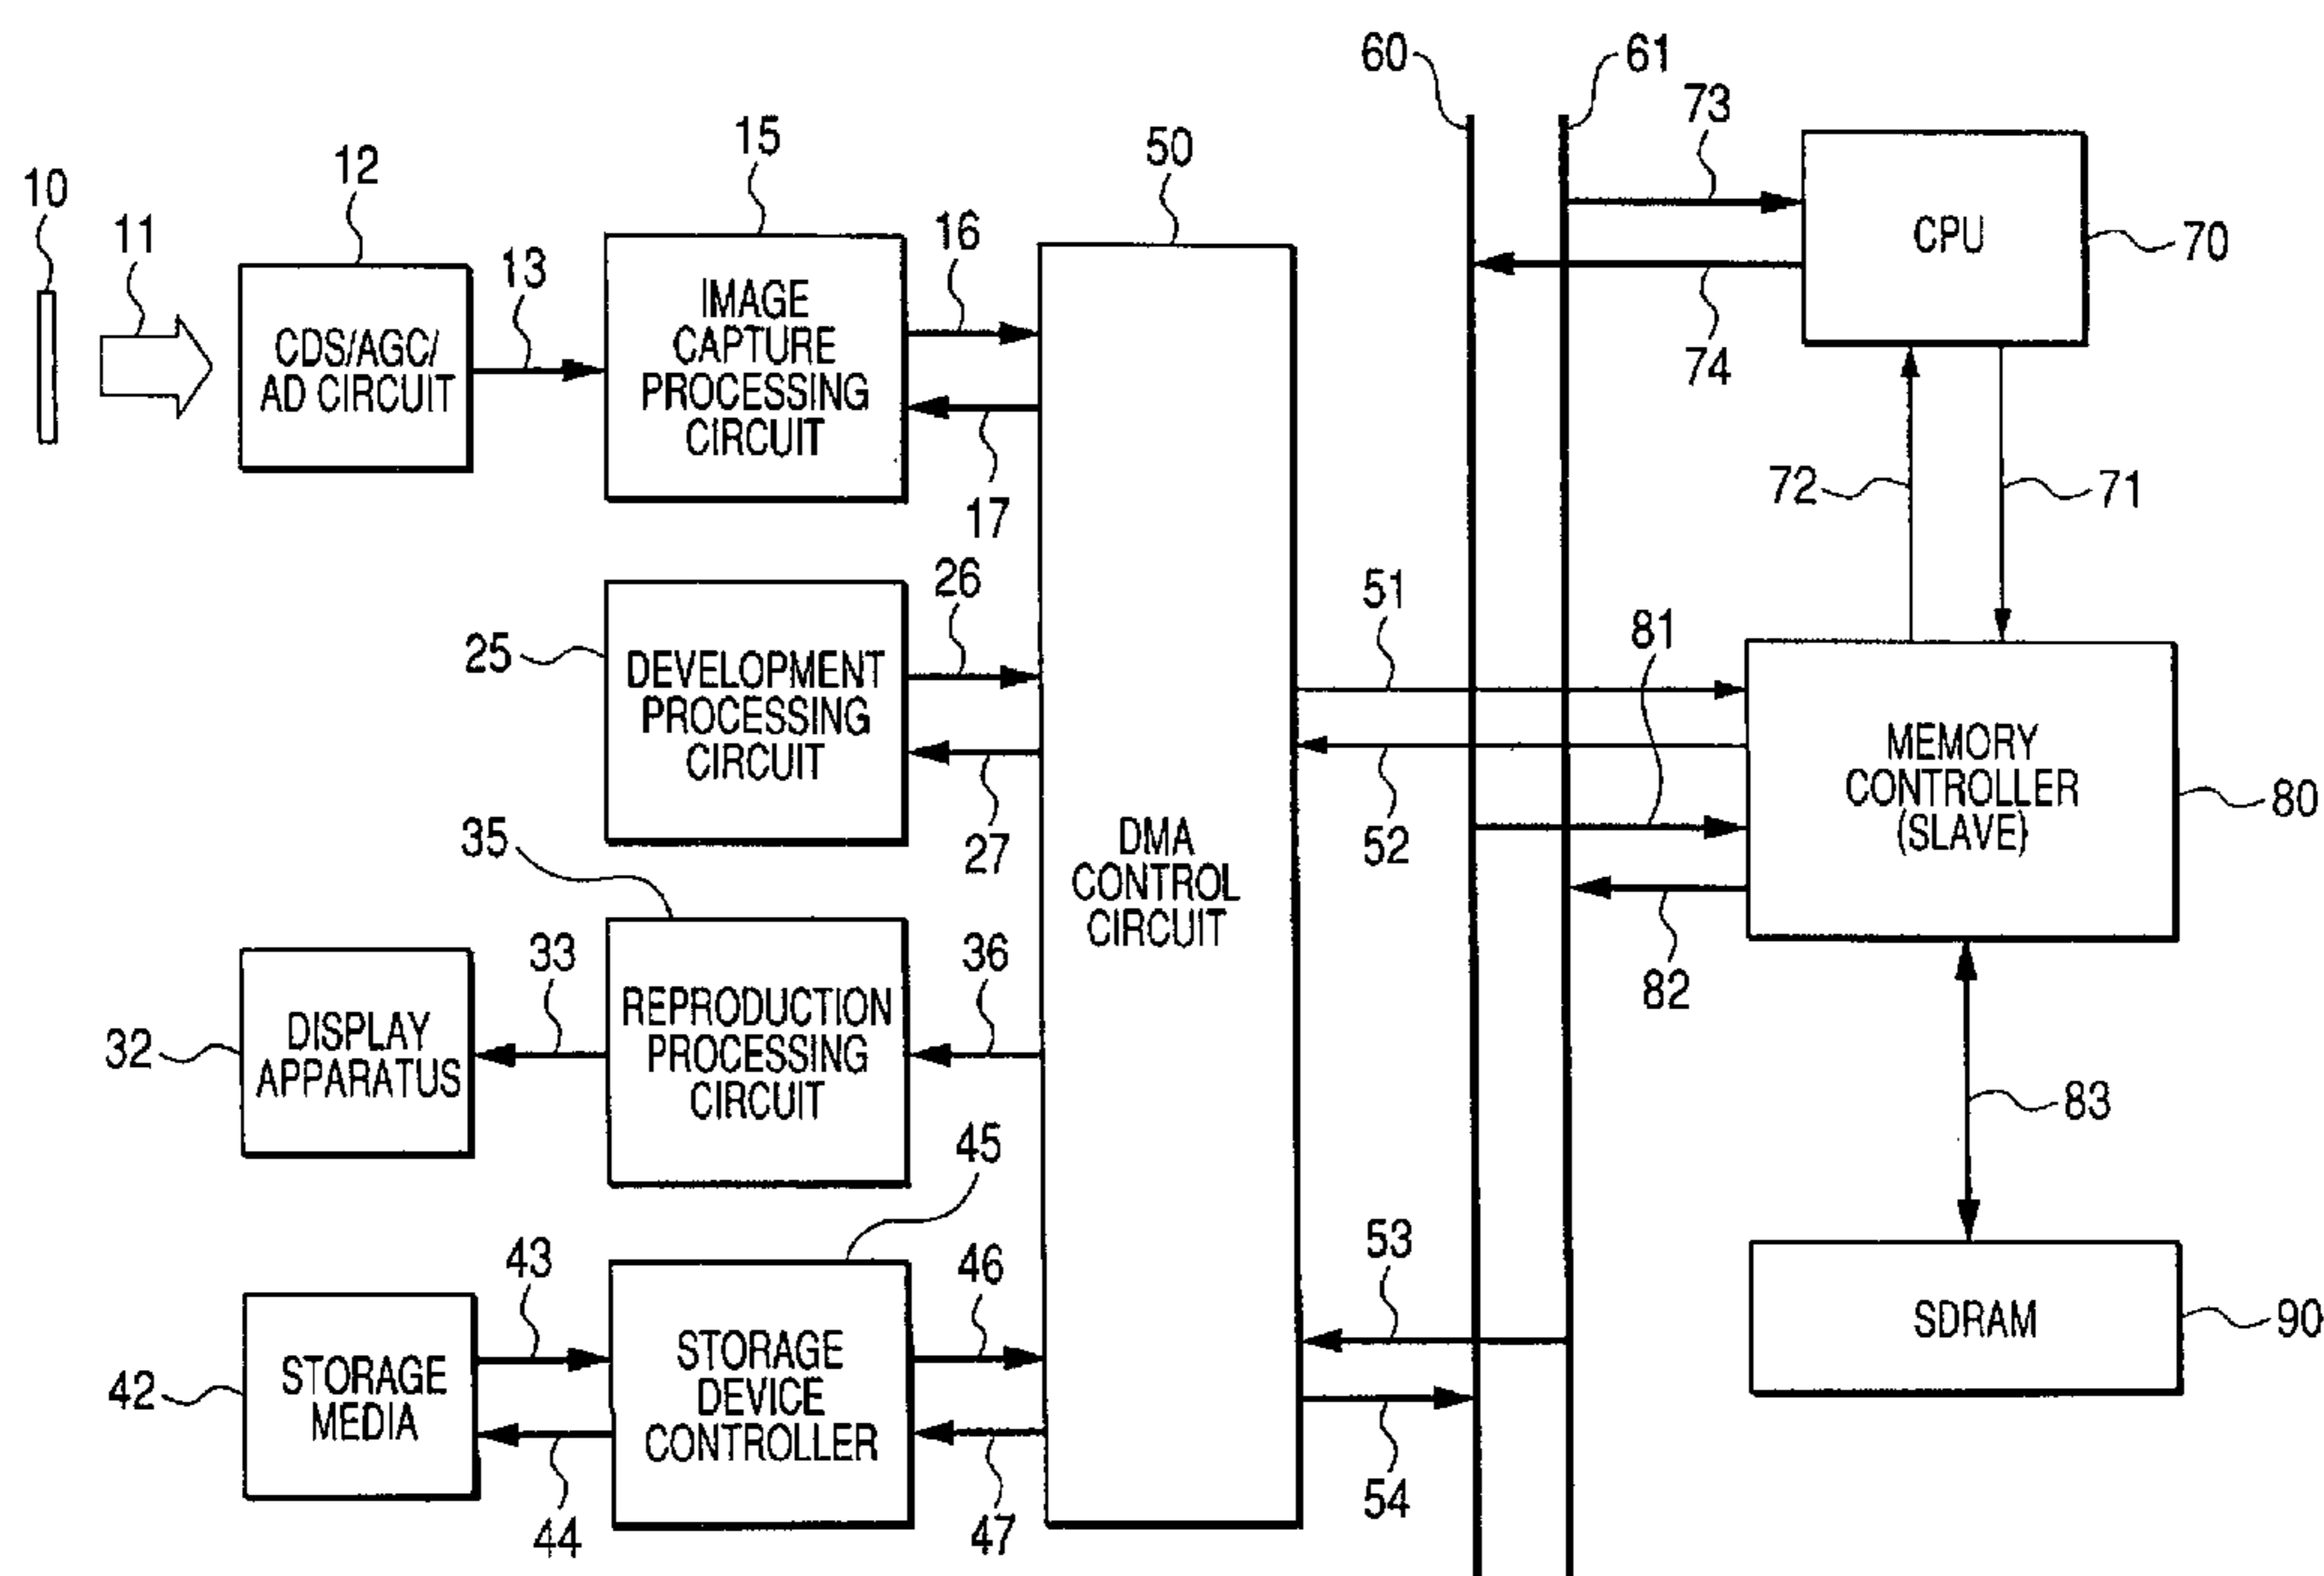 60
61
73
15
50
12
10
11
13
16
CPU
70
IMAGE
CAPTURE
PROCESSING
CIRCUIT
CDS/AGC/
AD CIRCUIT
74
17
72
71
26
51
81
25
DEVELOPMENT
PROCESSING
CIRCUIT
MEMORY
CONTROLLER
(SLAVE)
80
27
52
35
DMA
CONTROL
CIRCUIT
33
36
82
32
DISPLAY
APPARATUS
REPRODUCTION
PROCESSING
CIRCUIT
83
45
43
46
53
SDRAM
90
42
STORAGE
MEDIA
STORAGE
DEVICE
CONTROLLER
44
47
54